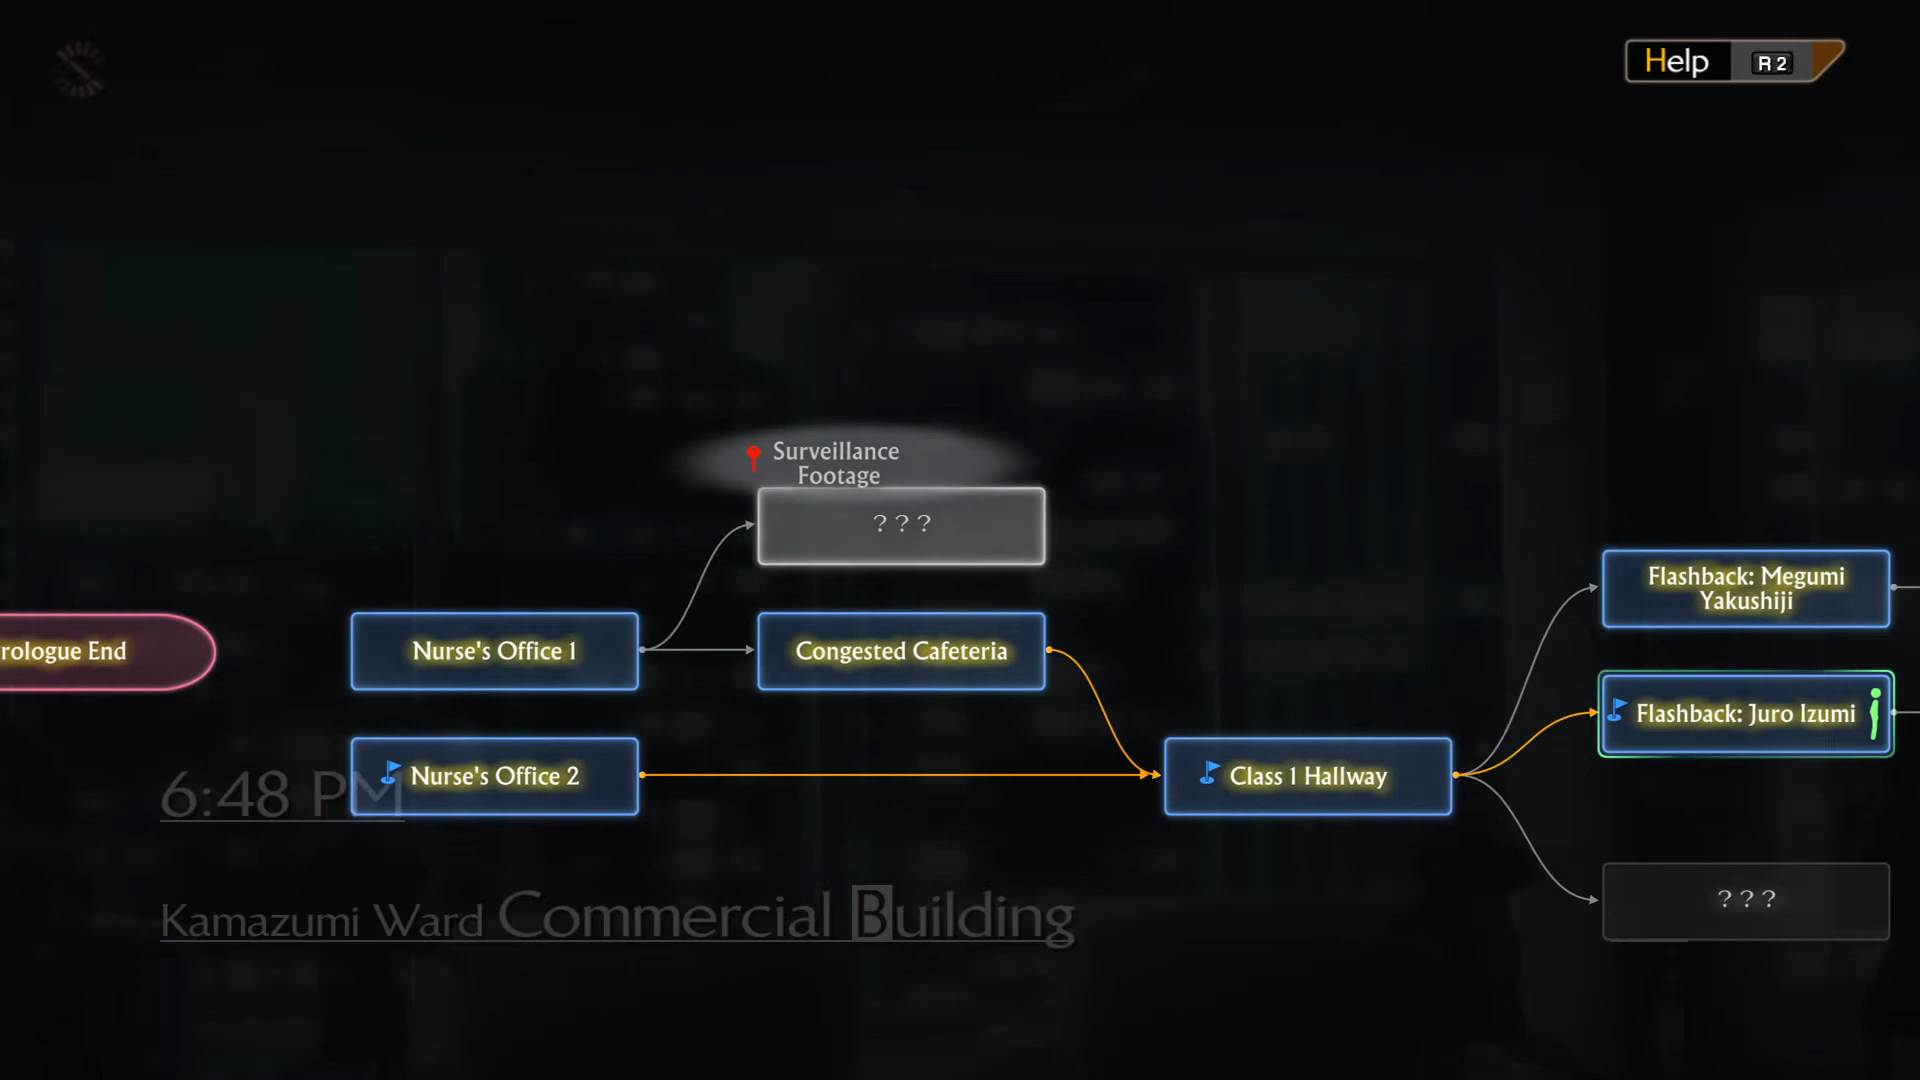 Help R2
Surveillance
Footage
? ? ?
rologue End
Nurse's Office 1
Congested Cafeteria
Flashback: Megumi
Yakushiji
Flashback: Juro Izumi
Nurse's Office 2
Class 1 Hallway
6:48 PM
? ? ?
Kamazumi Ward Commercial Building